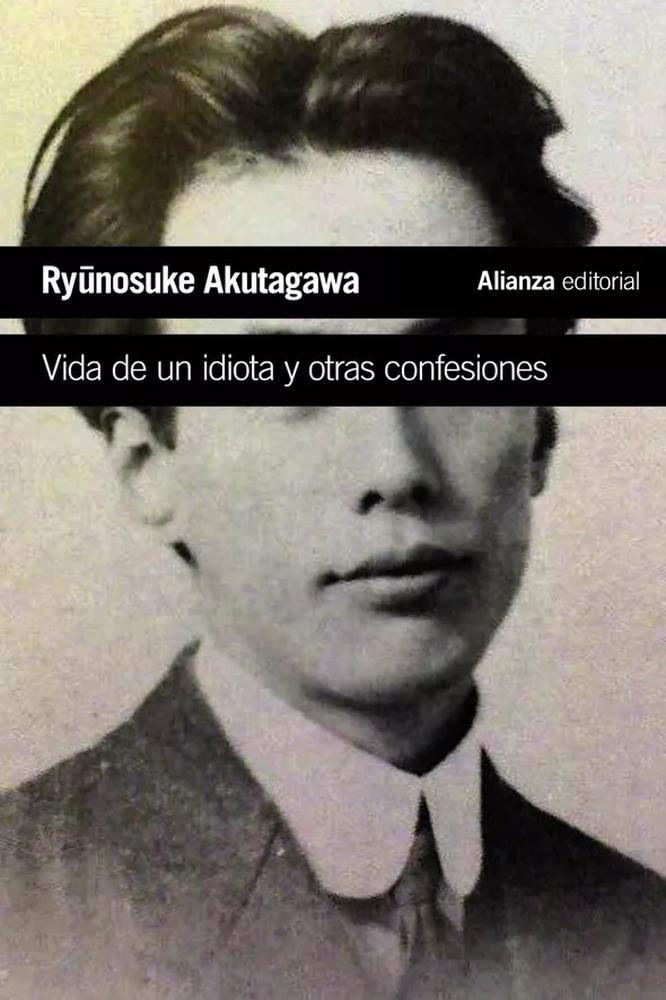 Ryūnosuke Akutagawa
Alianza editorial
Vida de un idiota y otras confesiones